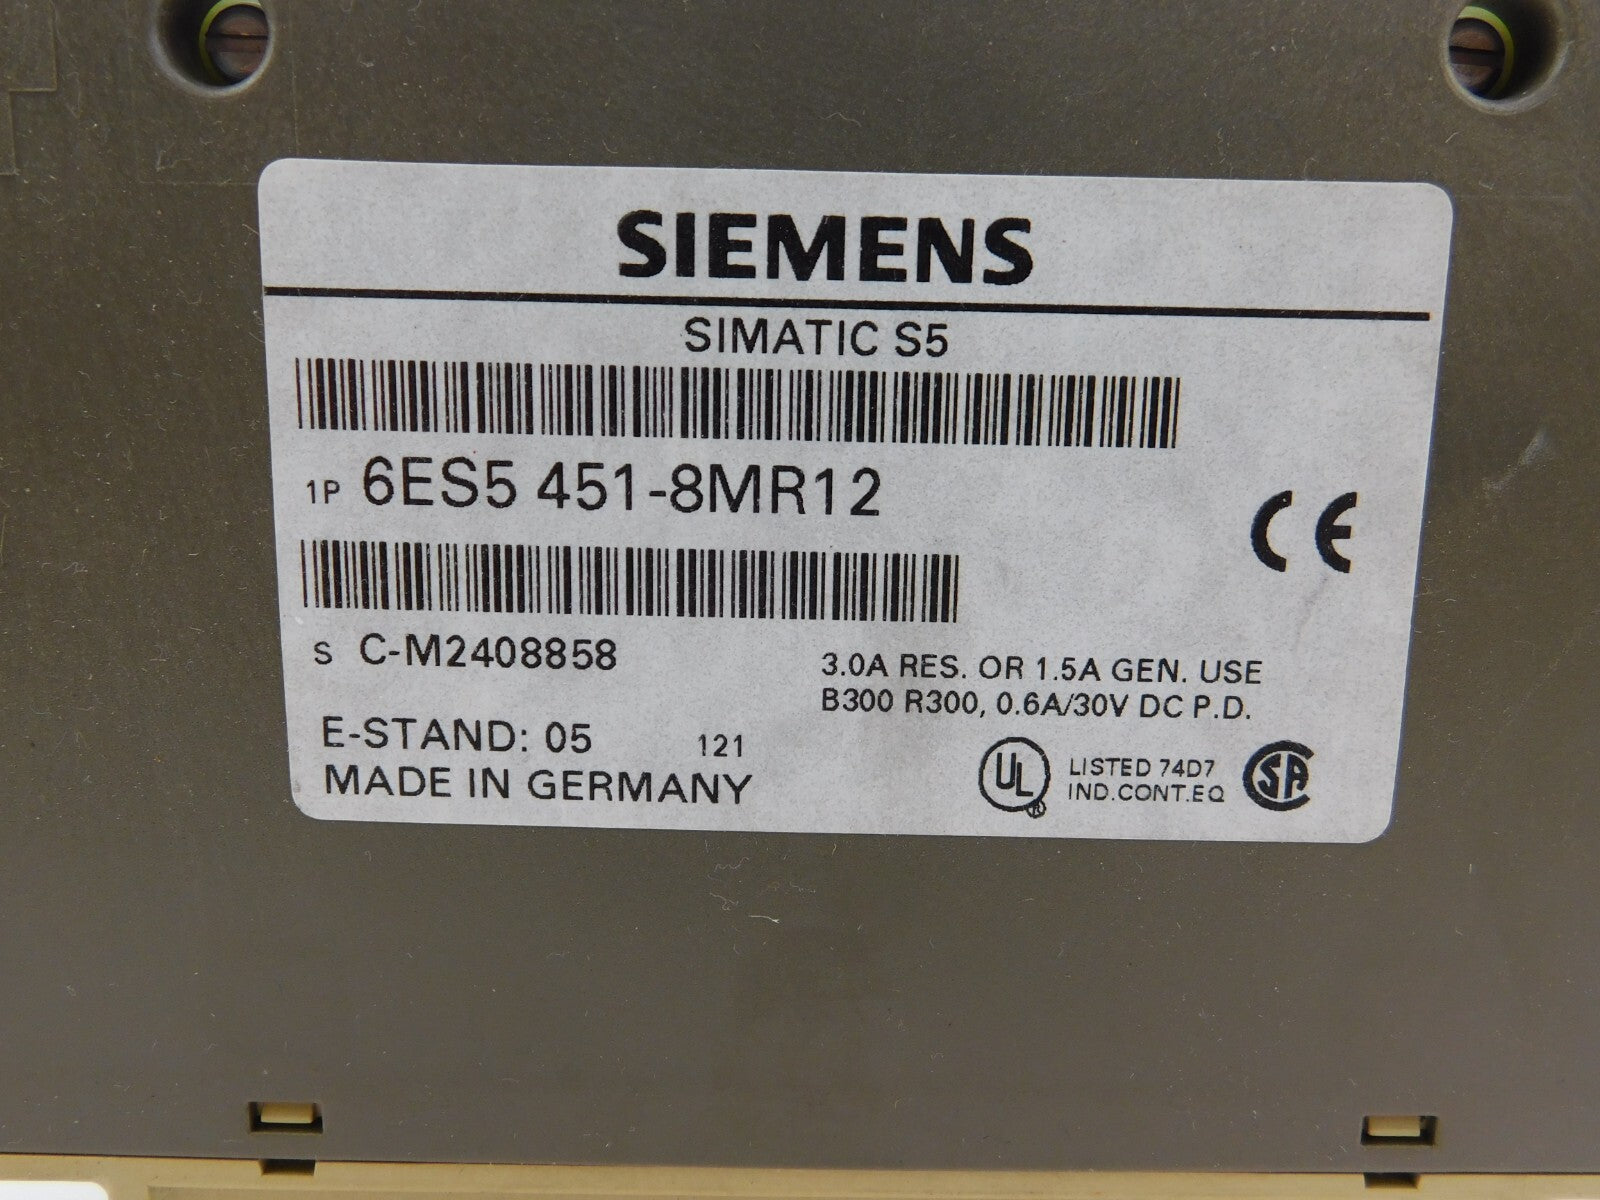 SIEMENS
SIMATIC S5
1P 6ES5 451-8MR12
CE
S C-M2408858
3.0A RES. OR 1.5A GEN. USE
B300 R300, 0.6A/30V DC P.D.
E-STAND: 05 121
MADE IN GERMANY
UL ® LISTED 74D7 SA
IND.CONT.EQ